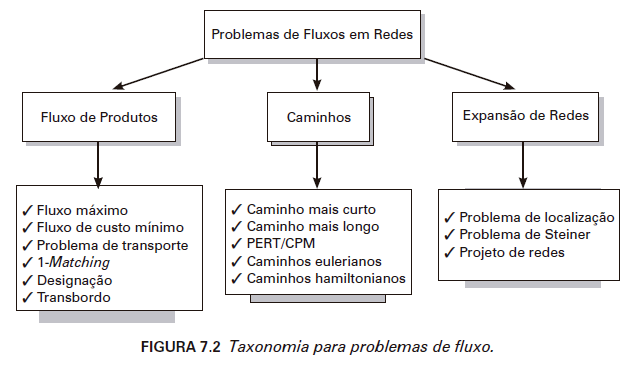 Problemas de Fluxos em Redes
Fluxo de Produtos
Caminhos
Expansão de Redes
✓ Fluxo máximo
✓ Fluxo de custo mínimo
✓ Problema de transporte
✓ 1-Matching
✓ Designação
✓ Transbordo
✓ Caminho mais curto
✓ Caminho mais longo
✓ PERT/CPM
✓ Caminhos eulerianos
✓ Caminhos hamiltonianos
✓ Problema de localização
✓ Problema de Steiner
✓ Projeto de redes
FIGURA 7.2 Taxonomia para problemas de fluxo.